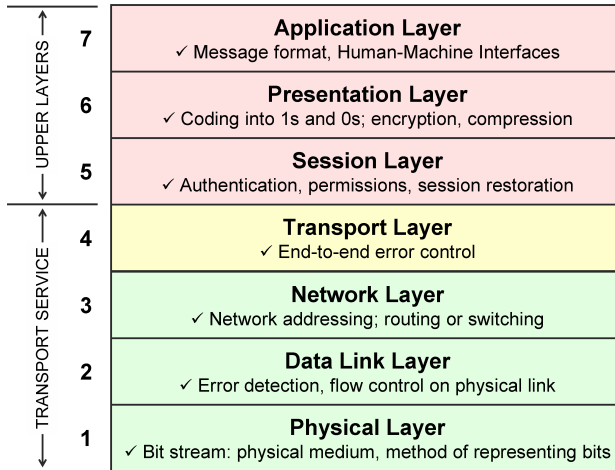 UPPER LAYERS
7
Application Layer
✓ Message format, Human-Machine Interfaces
6
Presentation Layer
✓ Coding into 1s and 0s; encryption, compression
5
Session Layer
✓ Authentication, permissions, session restoration
TRANSPORT SERVICE
4
Transport Layer
✓ End-to-end error control
3
Network Layer
✓ Network addressing; routing or switching
2
Data Link Layer
✓ Error detection, flow control on physical link
1
Physical Layer
✓ Bit stream: physical medium, method of representing bits